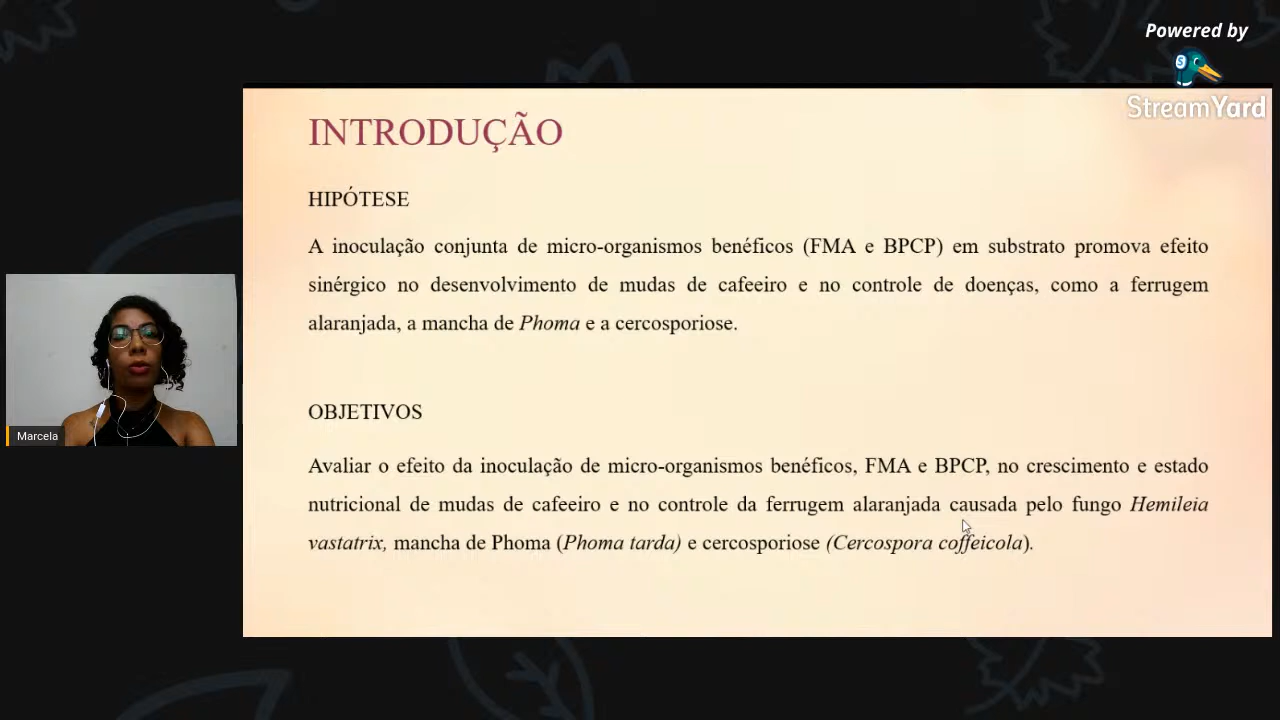 Powered by
StreamYard
INTRODUÇÃO
HIPÓTESE
A inoculação conjunta de micro-organismos benéficos (FMA e BPCP) em substrato promova efeito
sinérgico no desenvolvimento de mudas de cafeeiro e no controle de doenças, como a ferrugem
alaranjada, a mancha de Phoma e a cercosporiose.
OBJETIVOS
Avaliar o efeito da inoculação de micro-organismos benéficos, FMA e BPCP, no crescimento e estado
nutricional de mudas de cafeeiro e no controle da ferrugem alaranjada causada pelo fungo Hemileia
vastatrix, mancha de Phoma (Phoma tarda) e cercosporiose (Cercospora coffeicola).
Marcela